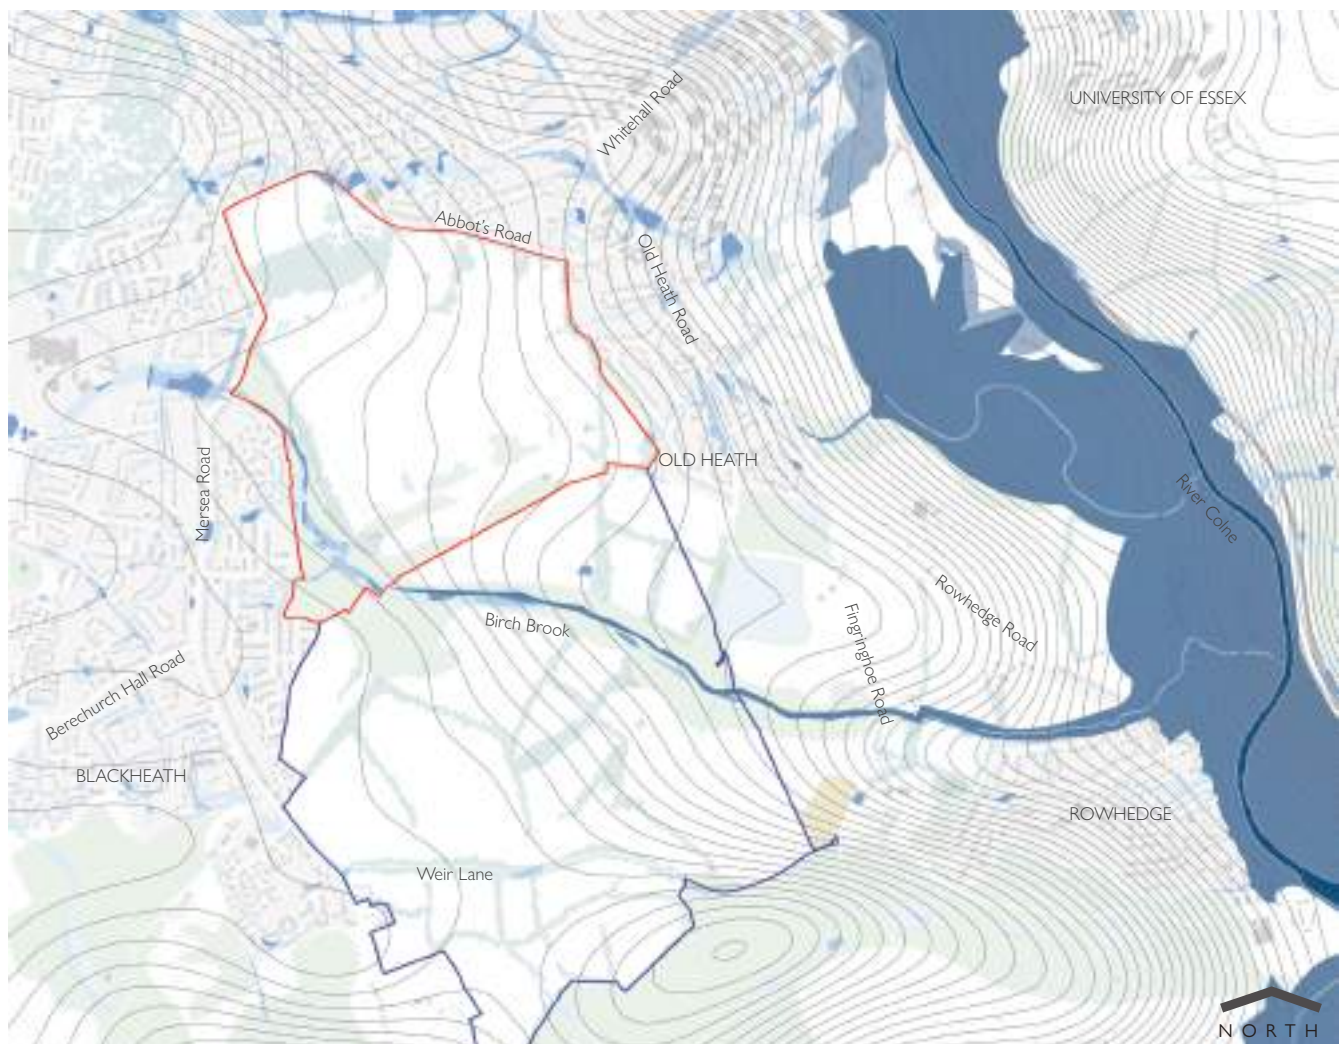 UNIVERSITY OF ESSEX
Whitehall Road
Abbot's Road
Old Heath Road
OLD HEATH
Mersea Road
River Colne
Birch Brook
Fingringhoe Road
Rowhedge Road
Berechurch Hall Road
BLACKHEATH
ROWHEDGE
Weir Lane
NORTH